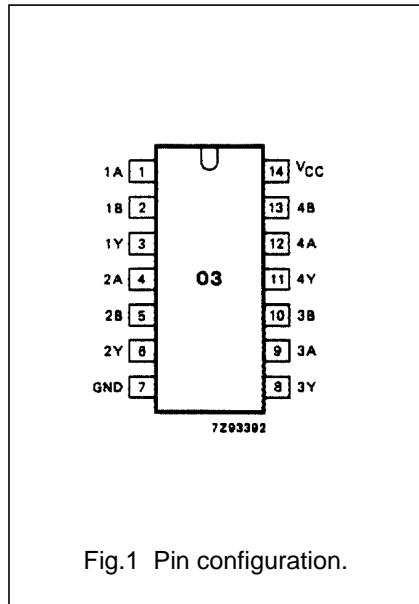 1A 1 14 VCC
1B 2 13 4B
1Y 3 12 4A
2A 4 03 11 4Y
2B 5 10 3B
2Y 6 9 3A
GND 7 8 3Y
7Z93392
Fig.1 Pin configuration.